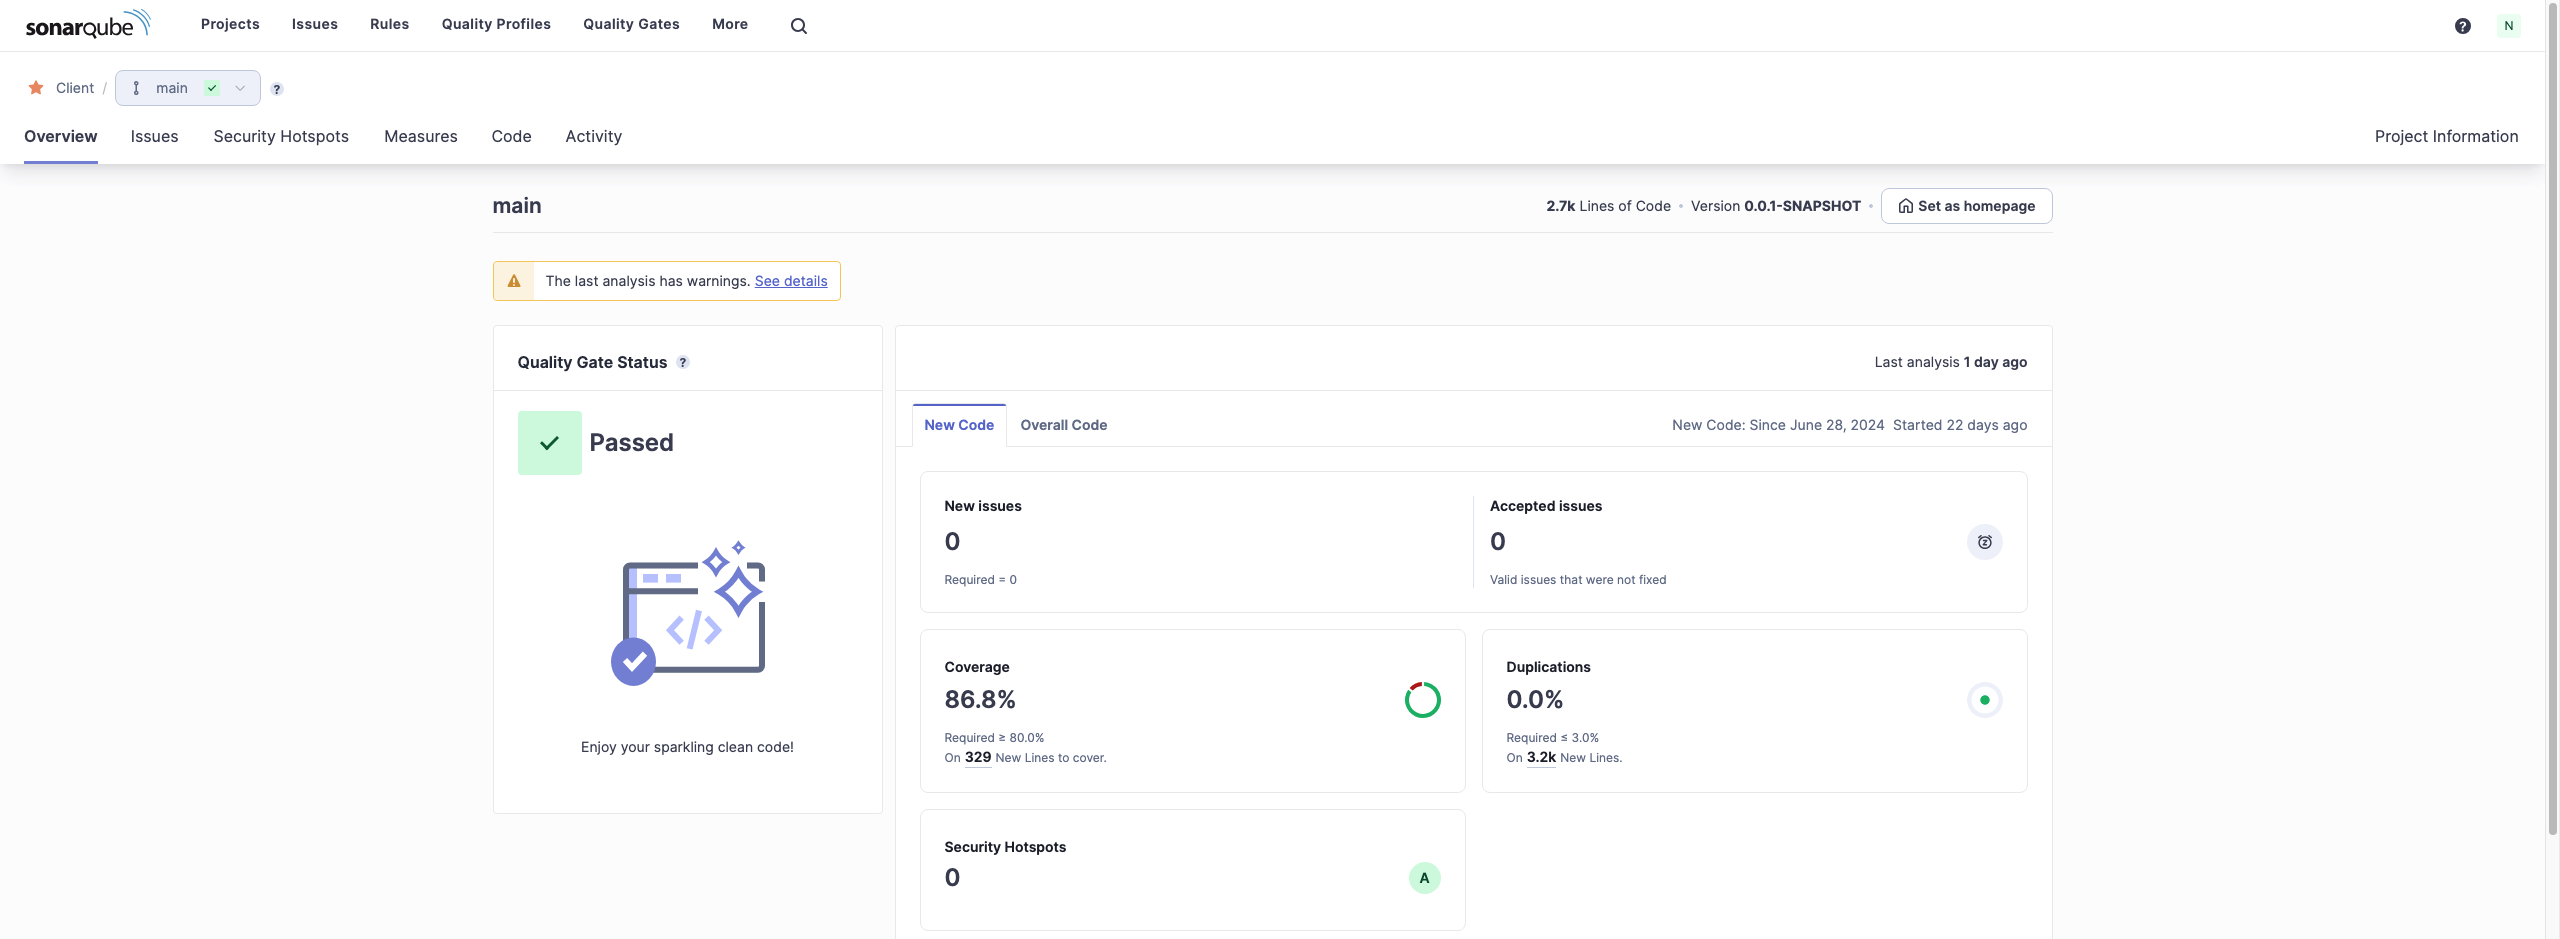 sonarqube Projects Issues Rules Quality Profiles Quality Gates More ? N
Client / main ?
Overview Issues Security Hotspots Measures Code Activity Project Information
main 2.7k Lines of Code • Version 0.0.1-SNAPSHOT • Set as homepage
The last analysis has warnings. See details
Quality Gate Status ? Last analysis 1 day ago
New Code Overall Code New Code: Since June 28, 2024 Started 22 days ago
Passed
New issues Accepted issues
0 0
Required = 0 Valid issues that were not fixed
</>
Enjoy your sparkling clean code!
Coverage Duplications
86.8% 0.0%
Required ≥ 80.0% Required ≤ 3.0%
On 329 New Lines to cover. On 3.2k New Lines.
Security Hotspots
0 A